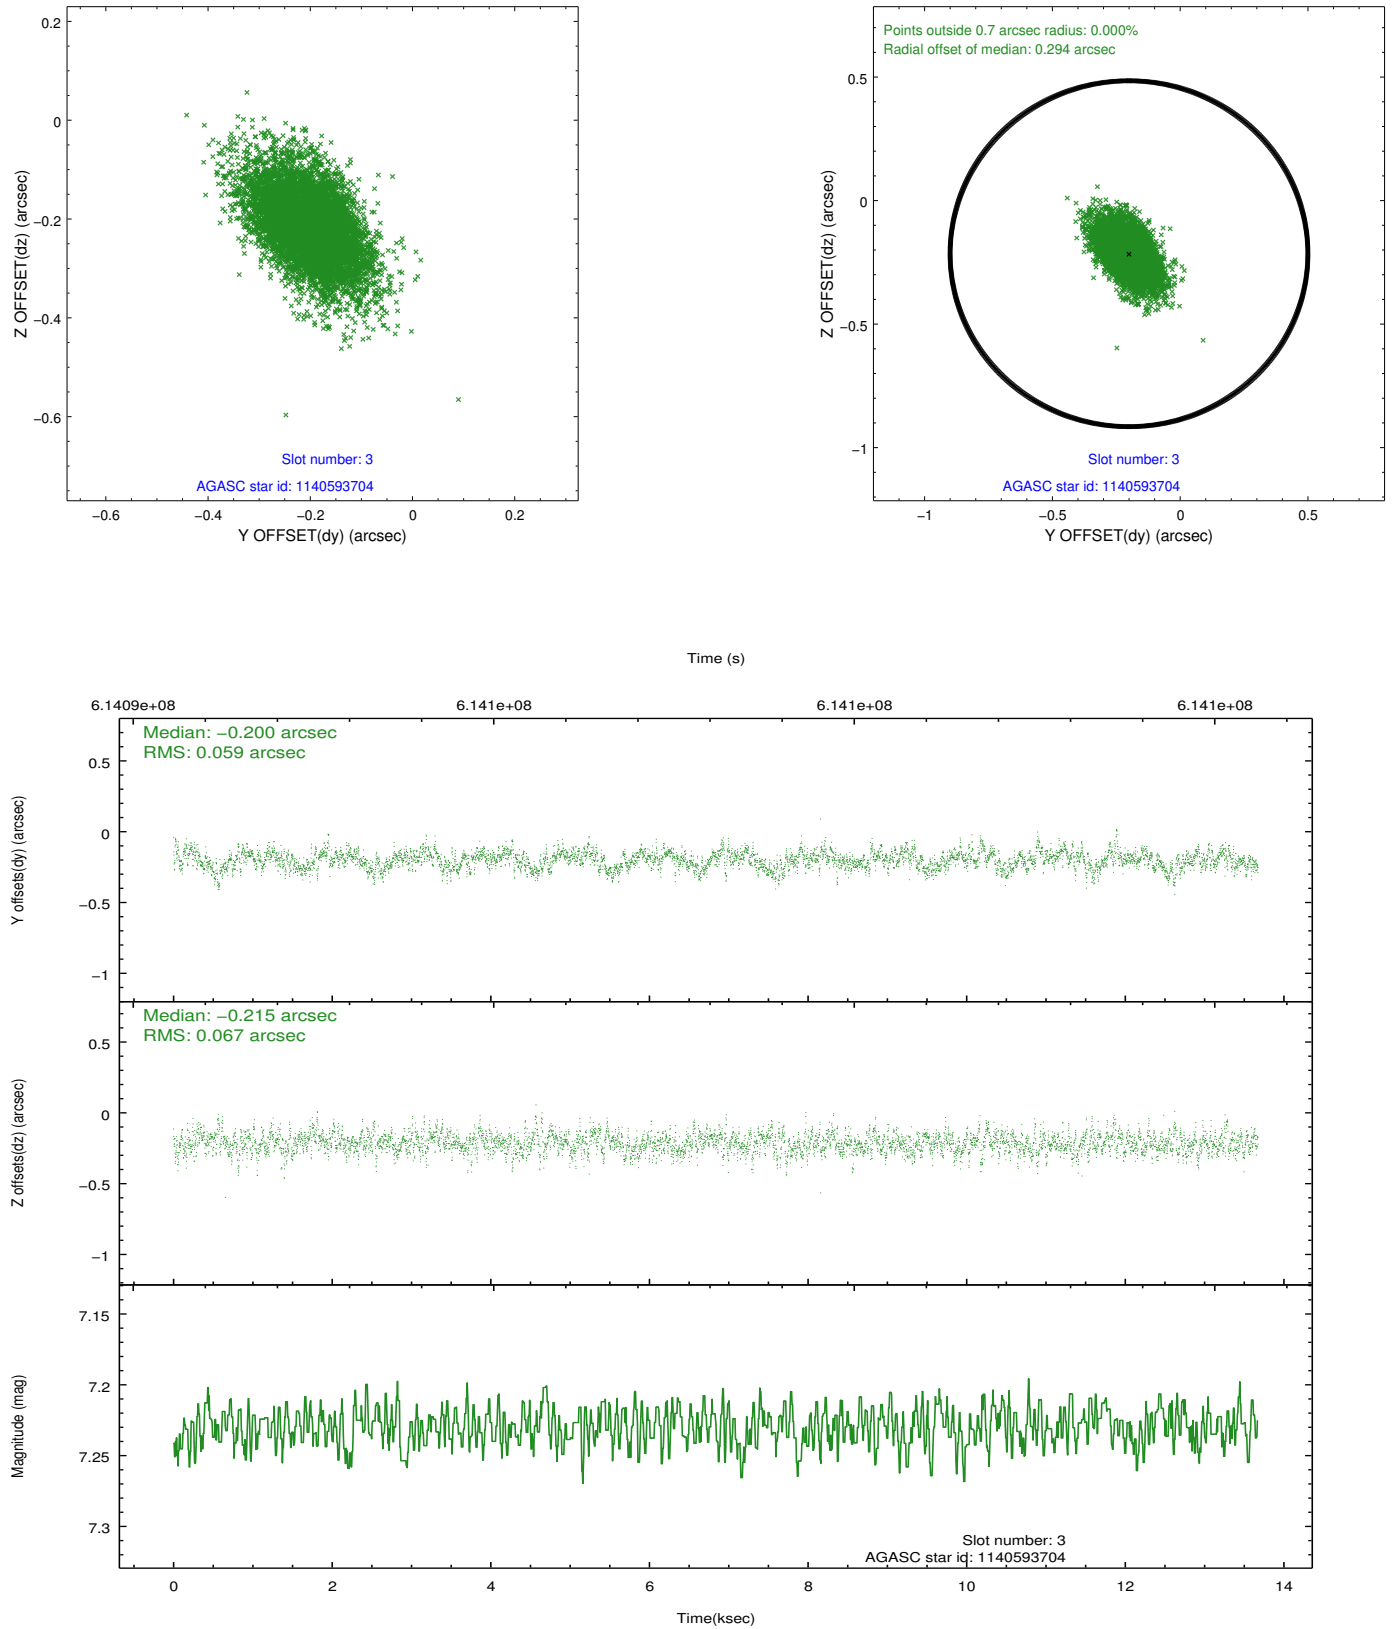 0.2
0
−0.2
−0.4
−0.6
Z OFFSET(dz) (arcsec)
Slot number: 3
AGASC star id: 1140593704
−0.6
−0.4
−0.2
0
0.2
Y OFFSET(dy) (arcsec)
Points outside 0.7 arcsec radius: 0.000%
Radial offset of median: 0.294 arcsec
0.5
0
−0.5
−1
Z OFFSET(dz) (arcsec)
Slot number: 3
AGASC star id: 1140593704
−1
−0.5
0
0.5
Y OFFSET(dy) (arcsec)
Time (s)
6.1409e+08
6.141e+08
6.141e+08
6.141e+08
Median: −0.200 arcsec
RMS: 0.059 arcsec
0.5
0
−0.5
−1
Y offsets(dy) (arcsec)
Median: −0.215 arcsec
RMS: 0.067 arcsec
0.5
0
−0.5
−1
Z offsets(dz) (arcsec)
7.15
7.2
7.25
7.3
Magnitude (mag)
Slot number: 3
AGASC star id: 1140593704
0
2
4
6
8
10
12
14
Time(ksec)